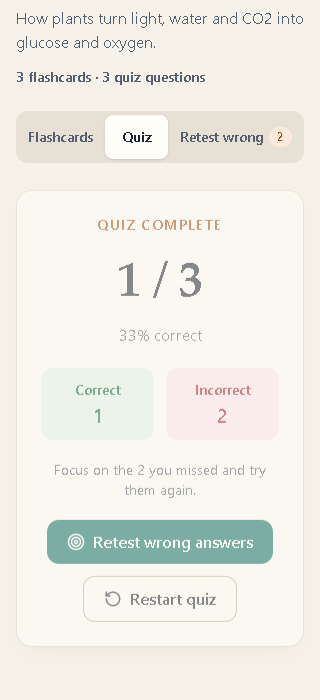 How plants turn light, water and CO2 into
glucose and oxygen.
3 flashcards · 3 quiz questions
Flashcards Quiz Retest wrong 2
QUIZ COMPLETE
1 / 3
33% correct
Correct Incorrect
1 2
Focus on the 2 you missed and try
them again.
Retest wrong answers
Restart quiz